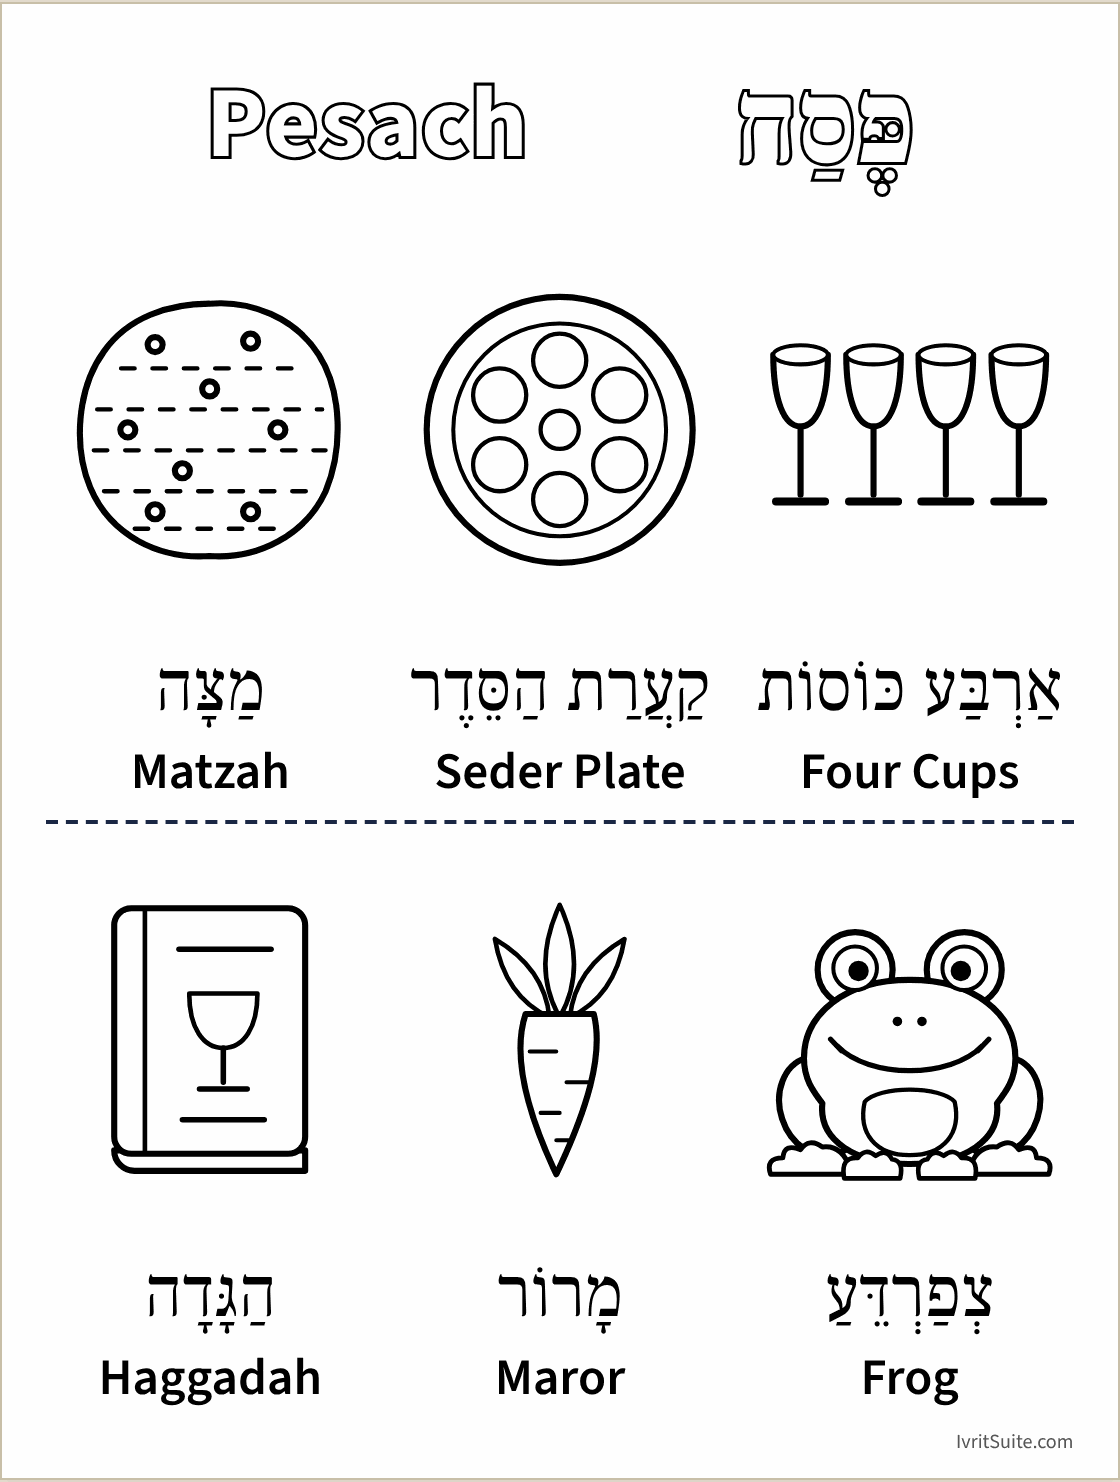 Pesach פֶּסַח
מַצָּה קַעֲרַת הַסֵּדֶר אַרְבַּע כּוֹסוֹת
Matzah Seder Plate Four Cups
הַגָּדָה מָרוֹר צְפַרְדֵּעַ
Haggadah Maror Frog
IvritSuite.com